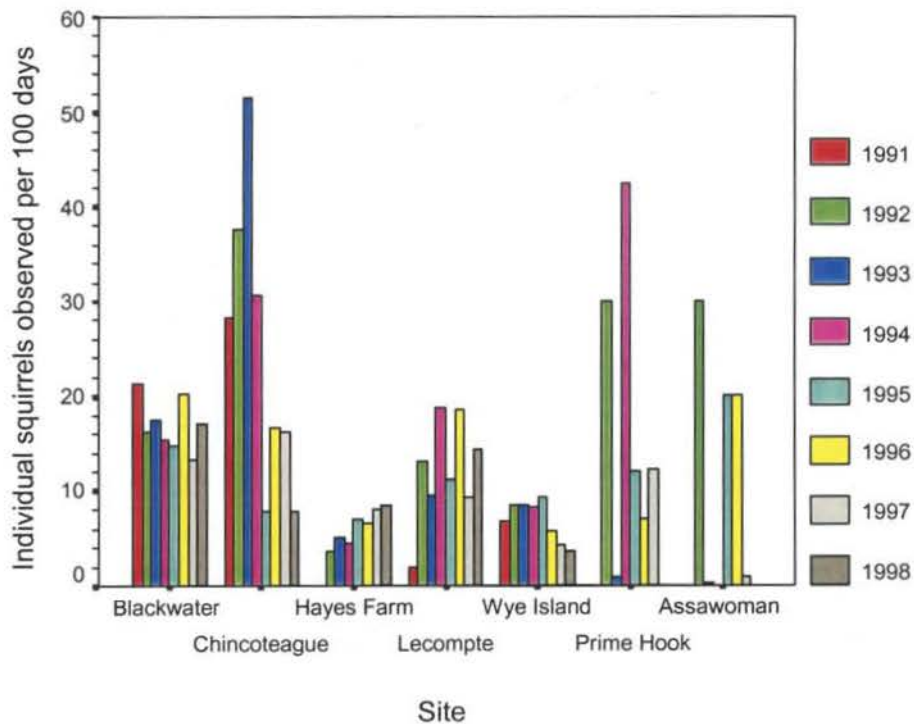 Individual squirrels observed per 100 days
60
50
40
30
20
10
0
Blackwater
Hayes Farm
Wye Island
Assawoman
Chincoteague
Lecompte
Prime Hook
Site
1991
1992
1993
1994
1995
1996
1997
1998